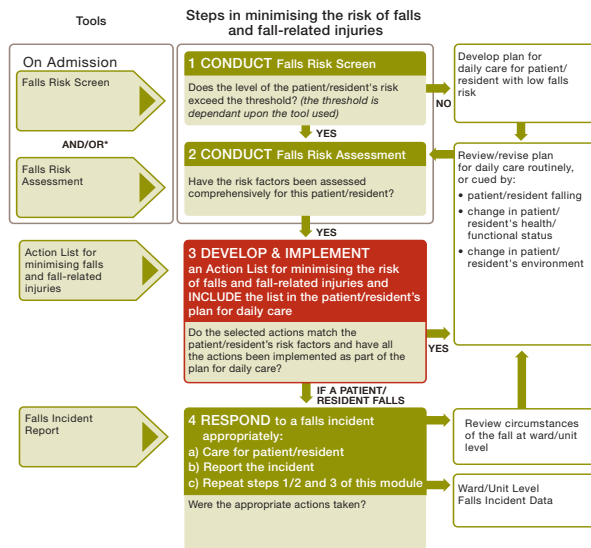 Tools
Steps in minimising the risk of falls
and fall-related injuries
On Admission
Falls Risk Screen
AND/OR*
Falls Risk
Assessment
1 CONDUCT Falls Risk Screen
Does the level of the patient/resident's risk
exceed the threshold? (the threshold is
dependant upon the tool used)
NO
YES
Develop plan for
daily care for patient/
resident with low falls
risk
2 CONDUCT Falls Risk Assessment
Have the risk factors been assessed
comprehensively for this patient/resident?
YES
Review/revise plan
for daily care routinely,
or cued by:
• patient/resident falling
• change in patient/
resident's health/
functional status
• change in patient/
resident's environment
Action List for
minimising falls
and fall-related
injuries
3 DEVELOP & IMPLEMENT
an Action List for minimising the risk
of falls and fall-related injuries and
INCLUDE the list in the patient/resident's
plan for daily care
Do the selected actions match the
patient/resident's risk factors and have all
the actions been implemented as part of the
plan for daily care?
YES
IF A PATIENT/
RESIDENT FALLS
Falls Incident
Report
4 RESPOND to a falls incident
appropriately:
a) Care for patient/resident
b) Report the incident
c) Repeat steps 1/2 and 3 of this module
Were the appropriate actions taken?
Review circumstances
of the fall at ward/unit
level
Ward/Unit Level
Falls Incident Data